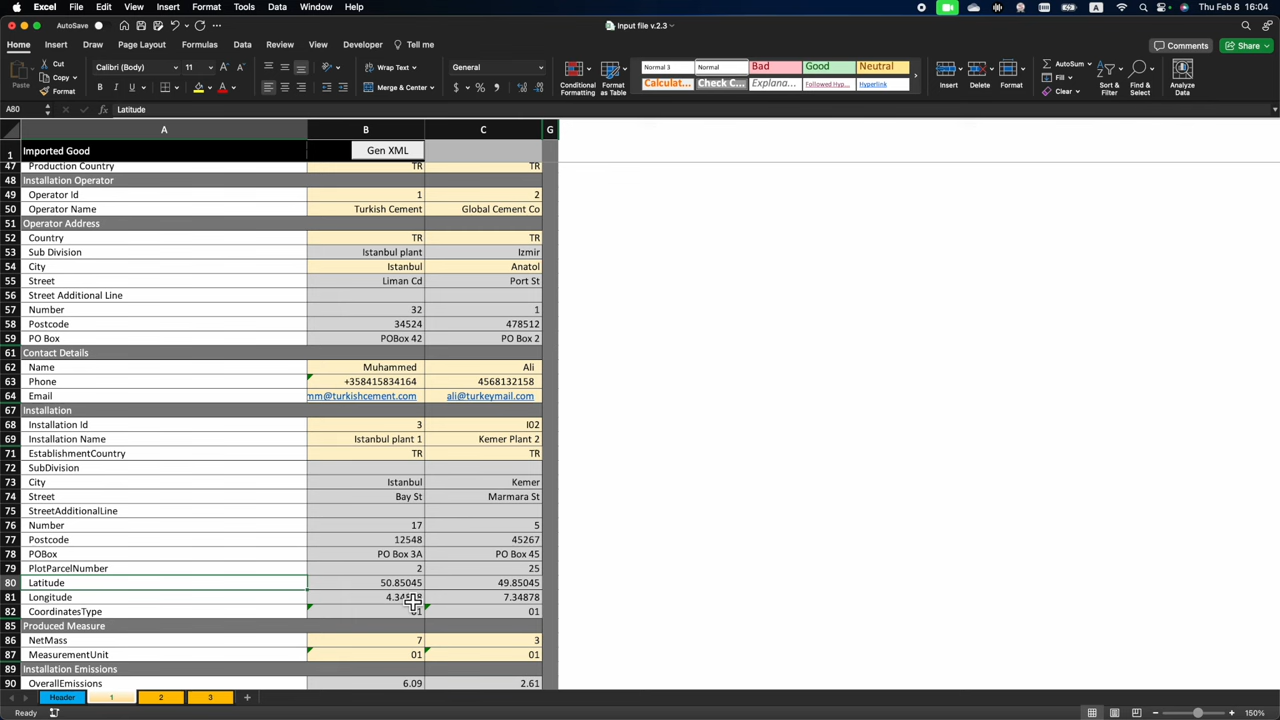 Excel File Edit View Insert Format Tools Data Window Help A Thu Feb 8 16:04
AutoSave Input file v.2.3
Home Insert Draw Page Layout Formulas Data Review View Developer Tell me Comments Share
Paste Cut Copy Format Calibri (Body) 11 Wrap Text Merge & Center General Conditional Formatting Format as Table Normal 3 Normal Bad Good Neutral Calculat... Check C... Explana... Followed Hyp... Hyperlink Insert Delete Format AutoSum Fill Clear Sort & Filter Find & Select Analyze Data
A80 fx Latitude
A B C G
1 Imported Good Gen XML
47 Production Country TR TR
48 Installation Operator
49 Operator Id 1 2
50 Operator Name Turkish Cement Global Cement Co
51 Operator Address
52 Country TR TR
53 Sub Division Istanbul plant Izmir
54 City Istanbul Anatol
55 Street Liman Cd Port St
56 Street Additional Line
57 Number 32 1
58 Postcode 34524 478512
59 PO Box POBox 42 PO Box 2
61 Contact Details
62 Name Muhammed Ali
63 Phone +358415834164 4568132158
64 Email mm@turkishcement.com ali@turkeymail.com
67 Installation
68 Installation Id 3 I02
69 Installation Name Istanbul plant 1 Kemer Plant 2
71 EstablishmentCountry TR TR
72 SubDivision
73 City Istanbul Kemer
74 Street Bay St Marmara St
75 StreetAdditionalLine
76 Number 17 5
77 Postcode 12548 45267
78 POBox PO Box 3A PO Box 45
79 PlotParcelNumber 2 25
80 Latitude 50.85045 49.85045
81 Longitude 7.34878
82 CoordinatesType 01
85 Produced Measure
86 NetMass 7 3
87 MeasurementUnit 01 01
89 Installation Emissions
90 OverallEmissions 6.09 2.61
Header 1 2 3 +
Ready 150%